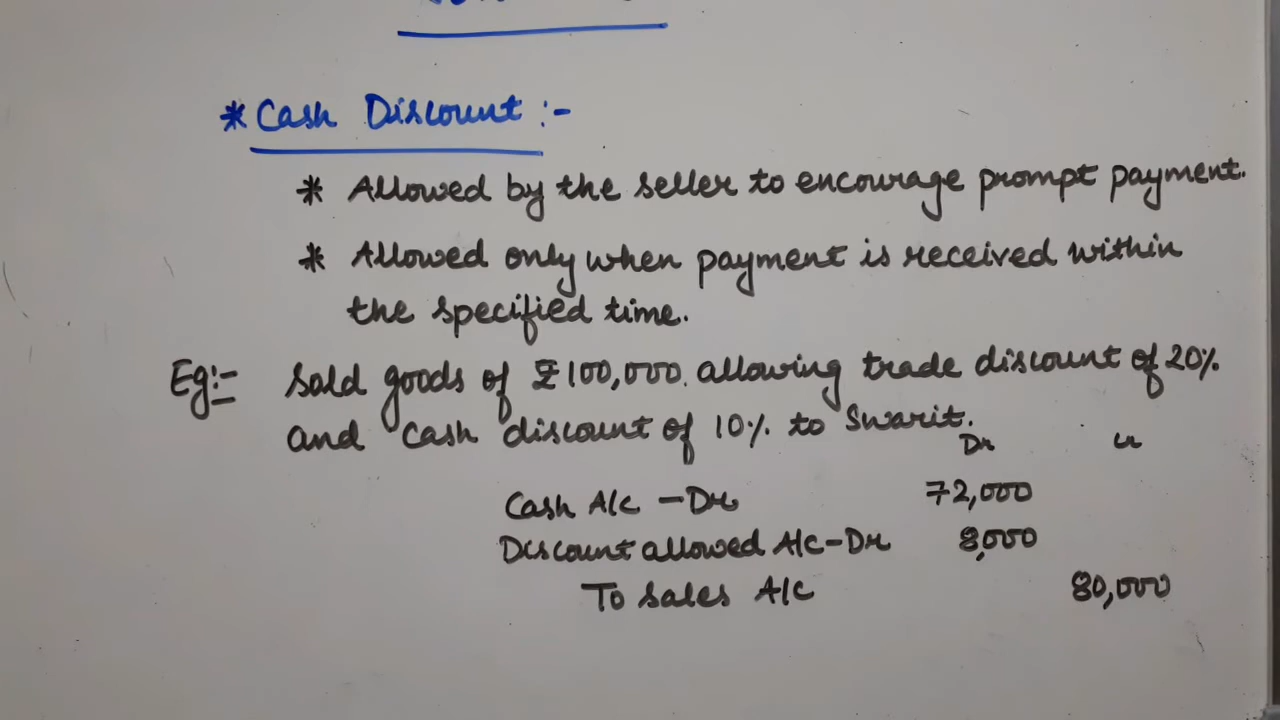 * Cash Discount :-
* Allowed by the seller to encourage prompt payment.
* Allowed only when payment is received within
the specified time.
Eg:- Sold goods of ₹100,000. allowing trade discount of 20%
and cash discount of 10% to Swarit.
Dr Cr
Cash A/c - Dr 72,000
Discount allowed A/c - Dr 8,000
To Sales A/c 80,000